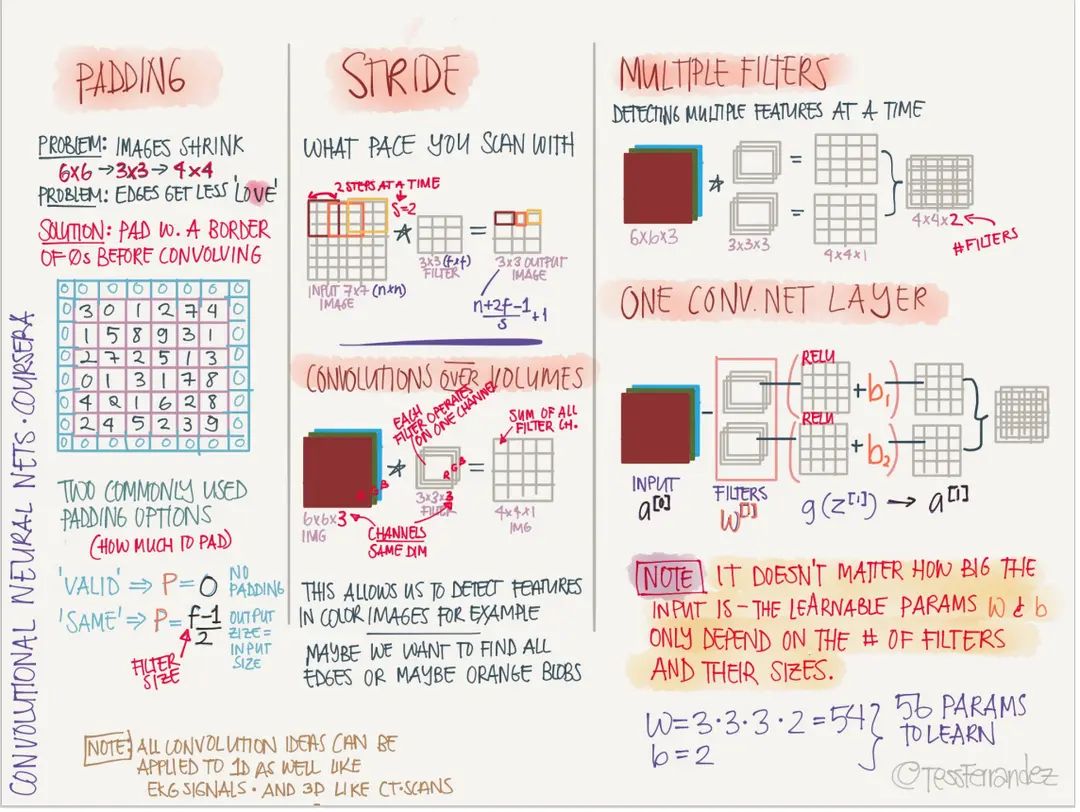 CONVOLUTIONAL NEURAL NETS · COURSERA
PADDING
PROBLEM: IMAGES SHRINK
6x6 → 3x3 → 4x4
PROBLEM: EDGES GET LESS 'LOVE'
SOLUTION: PAD W. A BORDER
OF 0s BEFORE CONVOLVING
0 0 0 0 0 0 0 0
0 3 0 1 2 7 4 0
0 1 5 8 9 3 1 0
0 2 7 2 5 1 3 0
0 0 1 3 1 7 8 0
0 4 2 1 6 2 8 0
0 2 4 5 2 3 9 0
0 0 0 0 0 0 0 0
TWO COMMONLY USED
PADDING OPTIONS
(HOW MUCH TO PAD)
'VALID' ⇒ P = 0 NO
PADDING
'SAME' ⇒ P = f-1/2
OUTPUT
SIZE =
INPUT
SIZE
FILTER
SIZE
NOTE: ALL CONVOLUTION IDEAS CAN BE
APPLIED TO 1D AS WELL LIKE
EKG SIGNALS · AND 3D LIKE CT-SCANS
STRIDE
WHAT PACE YOU SCAN WITH
2 STEPS AT A TIME
S=2
*
=
INPUT 7x7 (n×n)
IMAGE
3x3 (f×f)
FILTER
3x3 OUTPUT
IMAGE
n+2f-1/s +1
CONVOLUTIONS OVER VOLUMES
EACH
FILTER OPERATES
ON ONE CHANNEL
SUM OF ALL
FILTER CH.
R G B
*
R G B
=
6x6x3
IMG
3x3x3
FILTER
4x4x1
IMG
CHANNELS
SAME DIM
THIS ALLOWS US TO DETECT FEATURES
IN COLOR IMAGES FOR EXAMPLE
MAYBE WE WANT TO FIND ALL
EDGES OR MAYBE ORANGE BLOBS
MULTIPLE FILTERS
DETECTING MULTIPLE FEATURES AT A TIME
*
=
=
6x6x3
3x3x3
4x4x1
4x4x2
#FILTERS
ONE CONV. NET LAYER
RELU
( + b1 )
RELU
( + b2 )
INPUT
a[0]
FILTERS
W[1]
g(z[1]) → a[1]
NOTE IT DOESN'T MATTER HOW BIG THE
INPUT IS – THE LEARNABLE PARAMS W & b
ONLY DEPEND ON THE # OF FILTERS
AND THEIR SIZES.
W = 3·3·3·2 = 54
b = 2
} 56 PARAMS
TO LEARN
©TessFerrandez